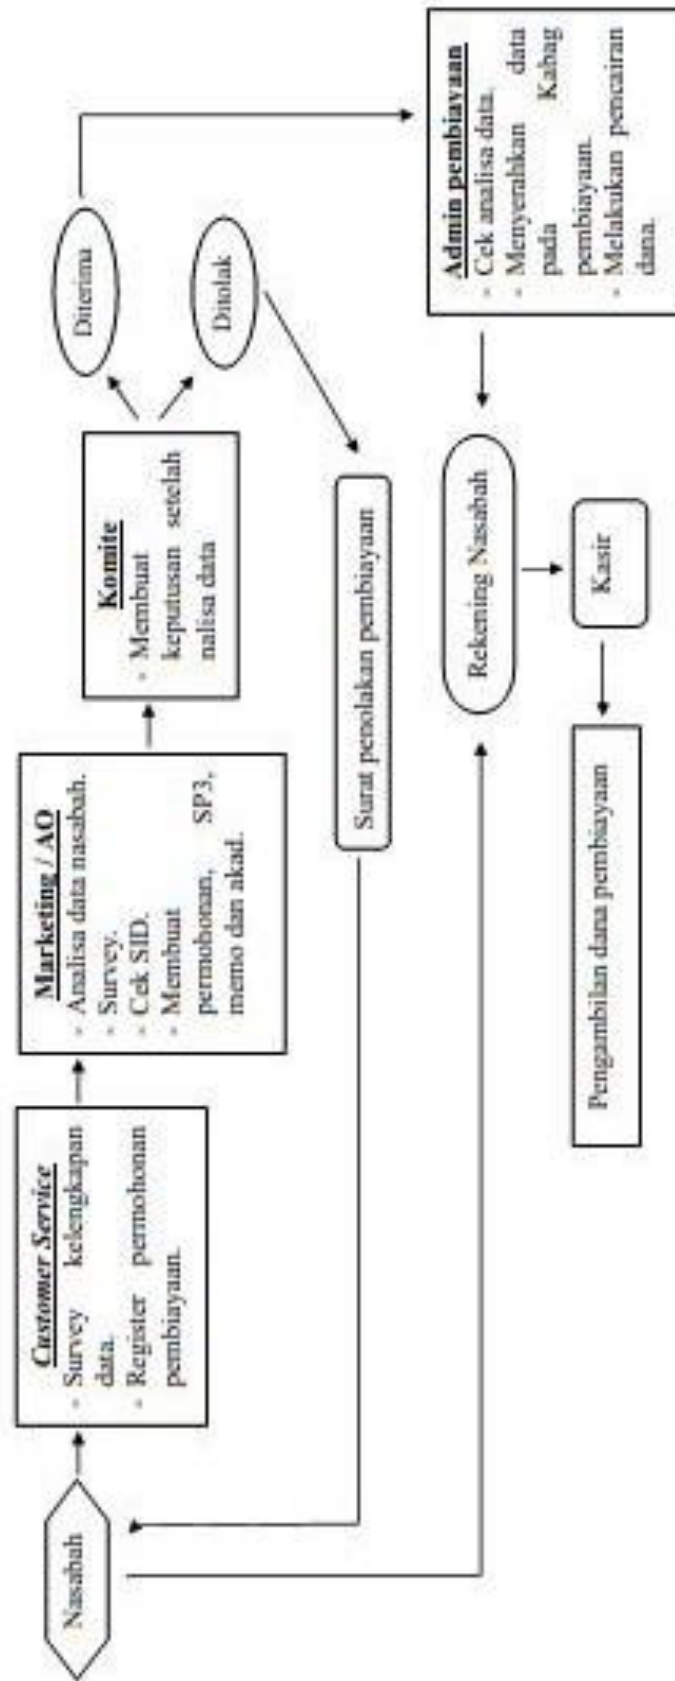 Nasabah
Customer Service
- Survey kelengkapan
data.
- Register permohonan
pembiayaan.
Marketing / AO
- Analisa data nasabah.
- Survey.
- Cek SID.
- Membuat
permohonan, SP3,
memo dan akad.
Komite
- Membuat
keputusan setelah
nalisa data
Diterima
Ditolak
Surat penolakan pembiayaan
Admin pembiayaan
- Cek analisa data.
- Menyerahkan data
pada Kabag
pembiayaan.
- Melakukan pencairan
dana.
Rekening Nasabah
Kasir
Pengambilan dana pembiayaan